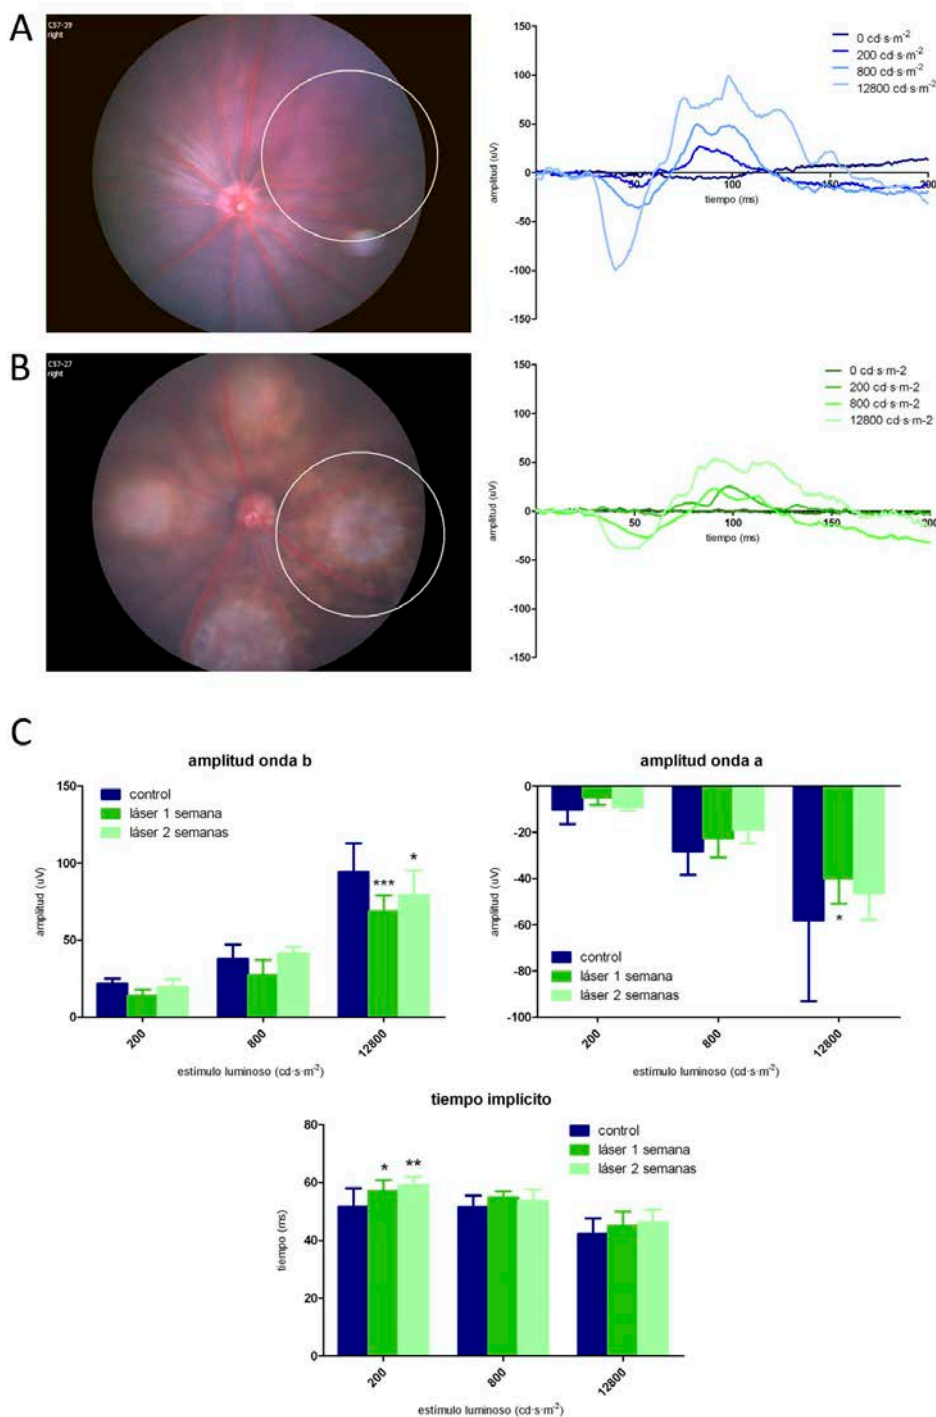 A
C57-29
right
0 cd·s·m-2
200 cd·s·m-2
800 cd·s·m-2
12800 cd·s·m-2
150
100
50
0
-50
-100
-150
amplitud (uV)
50
100
150
200
tiempo (ms)
B
C57-27
right
0 cd·s·m-2
200 cd·s·m-2
800 cd·s·m-2
12800 cd·s·m-2
150
100
50
0
-50
-100
-150
amplitud (uV)
50
100
150
200
tiempo (ms)
C
amplitud onda b
control
láser 1 semana
láser 2 semanas
150
100
50
0
amplitud (uV)
***
*
200
800
12800
estímulo luminoso (cd·s·m-2)
amplitud onda a
0
-20
-40
-60
-80
-100
amplitud (uV)
*
control
láser 1 semana
láser 2 semanas
200
800
12800
estímulo luminoso (cd·s·m-2)
tiempo implícito
control
láser 1 semana
láser 2 semanas
80
60
40
20
0
tiempo (ms)
*
**
200
800
12800
estímulo luminoso (cd·s·m-2)